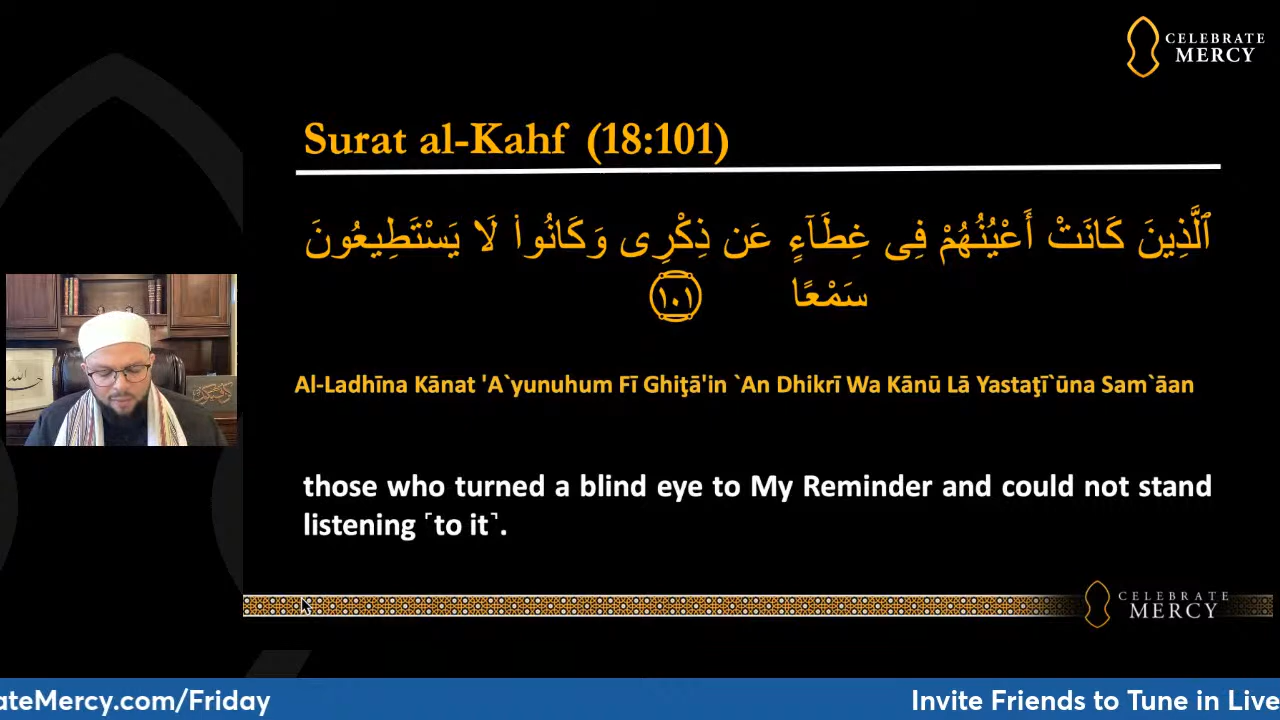 CELEBRATE
MERCY
Surat al-Kahf (18:101)
ٱلَّذِينَ كَانَتْ أَعْيُنُهُمْ فِى غِطَآءٍ عَن ذِكْرِى وَكَانُوا۟ لَا يَسْتَطِيعُونَ
سَمْعًا ١٠١
Al-Ladhīna Kānat 'A`yunuhum Fī Ghiţā'in `An Dhikrī Wa Kānū Lā Yastaţī`ūna Sam`āan
those who turned a blind eye to My Reminder and could not stand
listening ˹to it˺.
CELEBRATE
MERCY
ateMercy.com/Friday
Invite Friends to Tune in Live